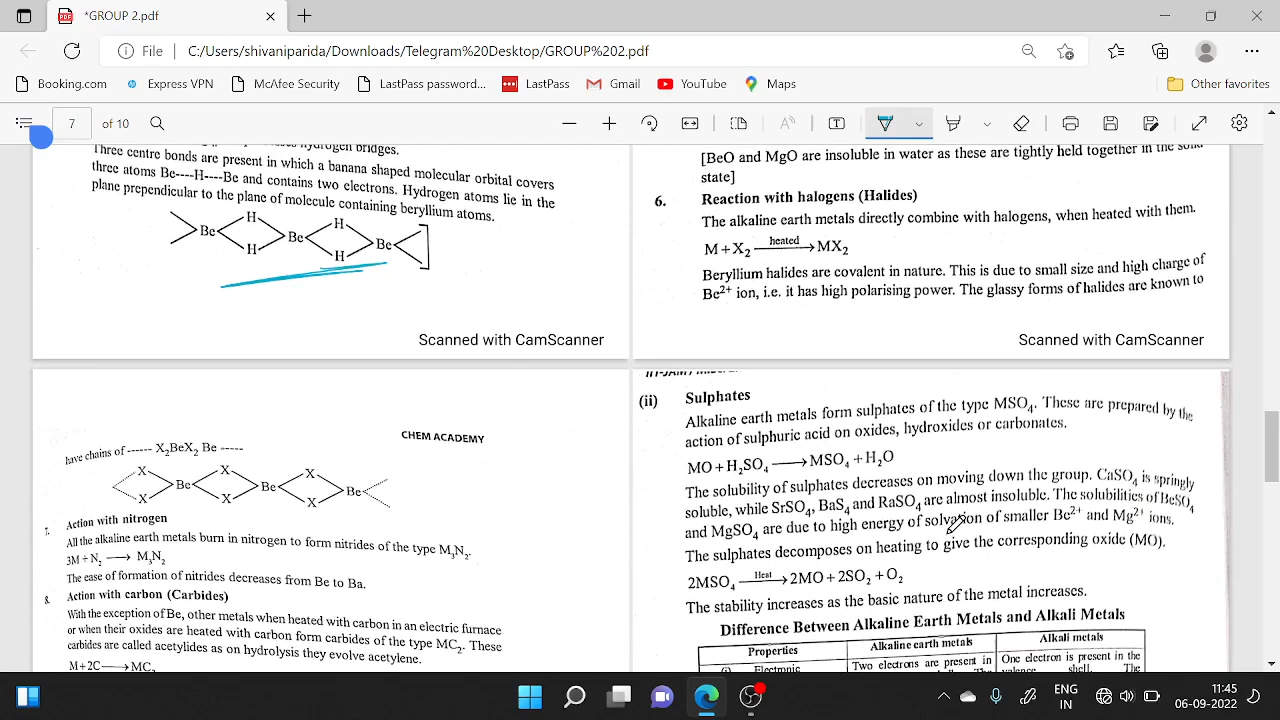 *GROUP 2.pdf
File C:/Users/shivaniparida/Downloads/Telegram%20Desktop/GROUP%202.pdf
Booking.com Express VPN McAfee Security LastPass password... LastPass Gmail YouTube Maps Other favorites
7 of 10
hydrogen bridges.
Three centre bonds are present in which a banana shaped molecular orbital covers
three atoms Be----H----Be and contains two electrons. Hydrogen atoms lie in the
plane prependicular to the plane of molecule containing beryllium atoms.
H H
Be Be Be
H H
Scanned with CamScanner
[BeO and MgO are insoluble in water as these are tightly held together in the solid
state]
6. Reaction with halogens (Halides)
The alkaline earth metals directly combine with halogens, when heated with them.
M + X₂ heated→ MX₂
Beryllium halides are covalent in nature. This is due to small size and high charge of
Be²⁺ ion, i.e. it has high polarising power. The glassy forms of halides are known to
Scanned with CamScanner
CHEM ACADEMY
have chains of ------ X₂BeX₂ Be -----
X X X
Be Be Be
X X X
7. Action with nitrogen
All the alkaline earth metals burn in nitrogen to form nitrides of the type M₃N₂.
3M + N₂ → M₃N₂
The ease of formation of nitrides decreases from Be to Ba.
8. Action with carbon (Carbides)
With the exception of Be, other metals when heated with carbon in an electric furnace
or when their oxides are heated with carbon form carbides of the type MC₂. These
carbides are called acetylides as on hydrolysis they evolve acetylene.
M + 2C → MC₂
(ii) Sulphates
Alkaline earth metals form sulphates of the type MSO₄. These are prepared by the
action of sulphuric acid on oxides, hydroxides or carbonates.
MO + H₂SO₄ → MSO₄ + H₂O
The solubility of sulphates decreases on moving down the group. CaSO₄ is springly
soluble, while SrSO₄, BaS₄ and RaSO₄ are almost insoluble. The solubilities of BeSO₄
and MgSO₄ are due to high energy of solvation of smaller Be²⁺ and Mg²⁺ ions.
The sulphates decomposes on heating to give the corresponding oxide (MO).
2MSO₄ Heat→ 2MO + 2SO₂ + O₂
The stability increases as the basic nature of the metal increases.
Difference Between Alkaline Earth Metals and Alkali Metals
Properties Alkaline earth metals Alkali metals
(i) Electronic Two electrons are present in One electron is present in the
valence shell. The
ENG
IN
11:45
06-09-2022